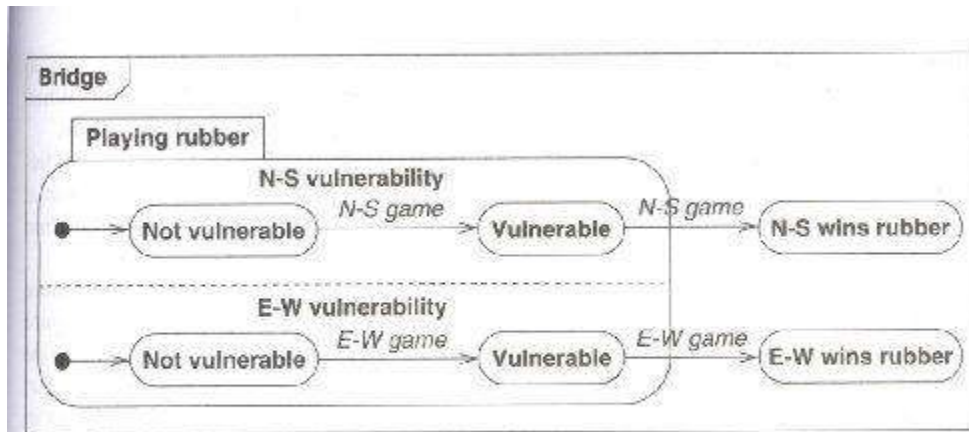 Bridge
Playing rubber
N-S vulnerability
Not vulnerable
N-S game
Vulnerable
N-S game
N-S wins rubber
E-W vulnerability
Not vulnerable
E-W game
Vulnerable
E-W game
E-W wins rubber